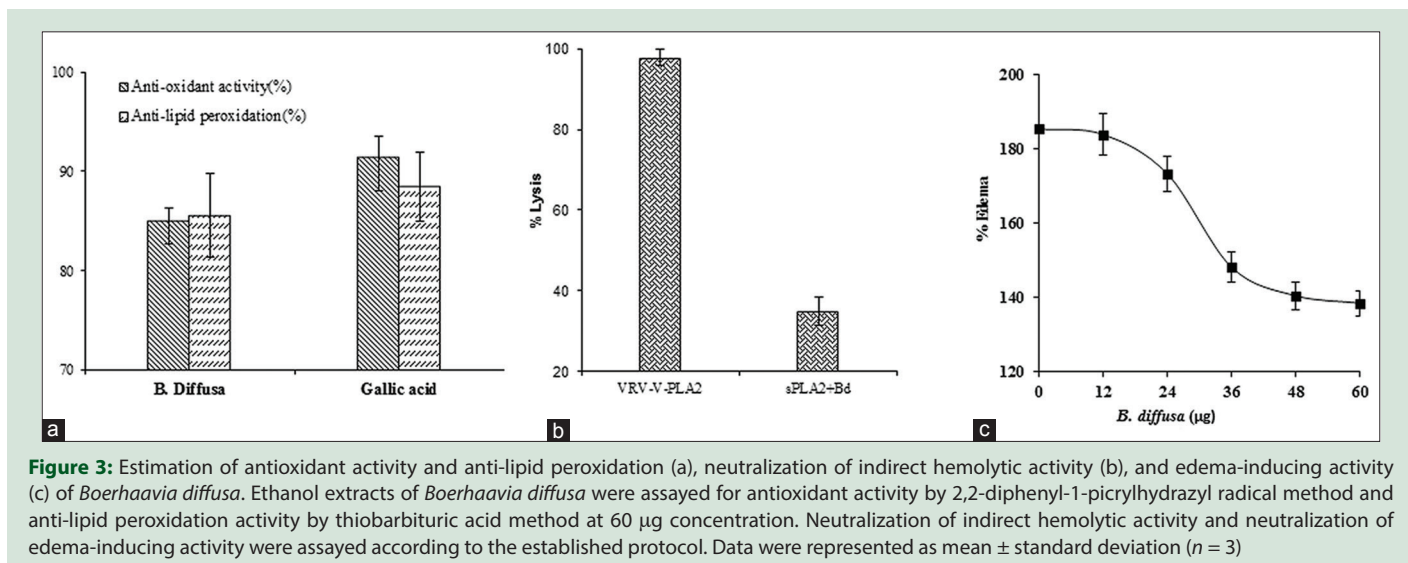 100
90
80
70
Anti-oxidant activity(%)
Anti-lipid peroxidation(%)
B. Diffusa Gallic acid
a
100
80
60
40
20
% Lysis
VRV-V-PLA2 sPLA2+Bd
b
200
180
160
140
120
% Edema
0 12 24 36 48 60
B. diffusa (µg)
c
Figure 3: Estimation of antioxidant activity and anti-lipid peroxidation (a), neutralization of indirect hemolytic activity (b), and edema-inducing activity
(c) of Boerhaavia diffusa. Ethanol extracts of Boerhaavia diffusa were assayed for antioxidant activity by 2,2-diphenyl-1-picrylhydrazyl radical method and
anti-lipid peroxidation activity by thiobarbituric acid method at 60 µg concentration. Neutralization of indirect hemolytic activity and neutralization of
edema-inducing activity were assayed according to the established protocol. Data were represented as mean ± standard deviation (n = 3)